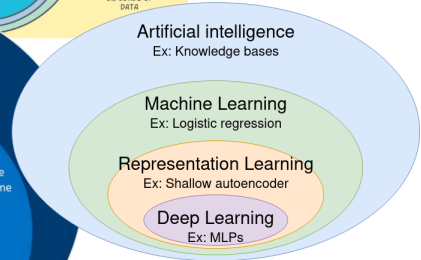 DATA
Artificial intelligence
Ex: Knowledge bases
Machine Learning
Ex: Logistic regression
Representation Learning
Ex: Shallow autoencoder
Deep Learning
Ex: MLPs
e
ne